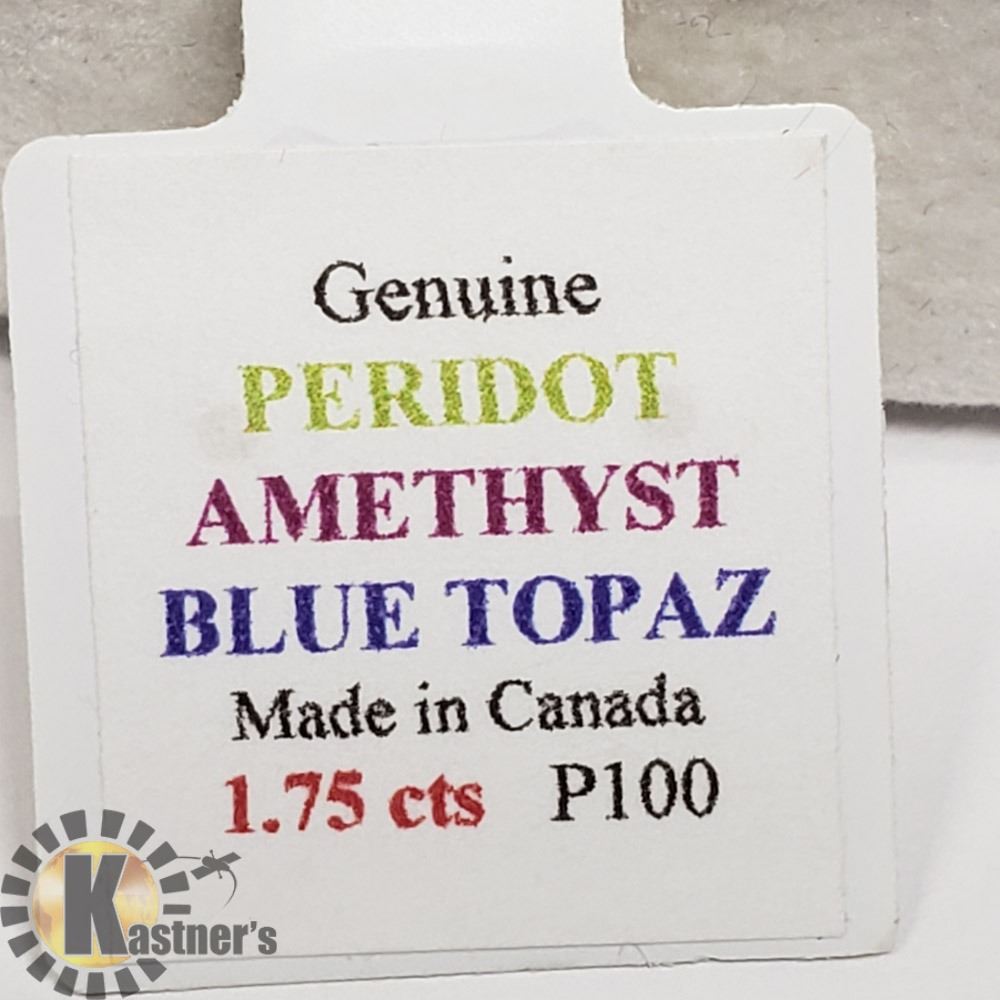 Genuine
PERIDOT
AMETHYST
BLUE TOPAZ
Made in Canada
1.75 cts P100
Kastner's